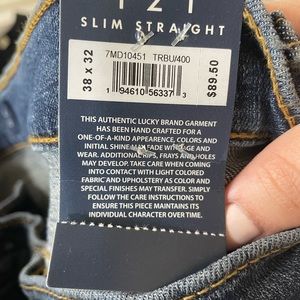 121
SLIM STRAIGHT
7MD10451 TRBU/400
38 X 32
$89.50
1 94610 56337 3
THIS AUTHENTIC LUCKY BRAND GARMENT
HAS BEEN HAND CRAFTED FOR A
ONE-OF-A-KIND APPEARANCE. COLORS AND
INITIAL SHINE MAY FADE WITH AGE AND
WEAR. ADDITIONAL RIPS, FRAYS AND HOLES
MAY DEVELOP. TAKE CARE WHEN COMING
INTO CONTACT WITH LIGHT COLORED
FABRIC AND UPHOLSTERY AS COLOR AND
SPECIAL FINISHES MAY TRANSFER. SIMPLY
FOLLOW THE CARE INSTRUCTIONS TO
ENSURE THIS PIECE MAINTAINS ITS
INDIVIDUAL CHARACTER OVER TIME.